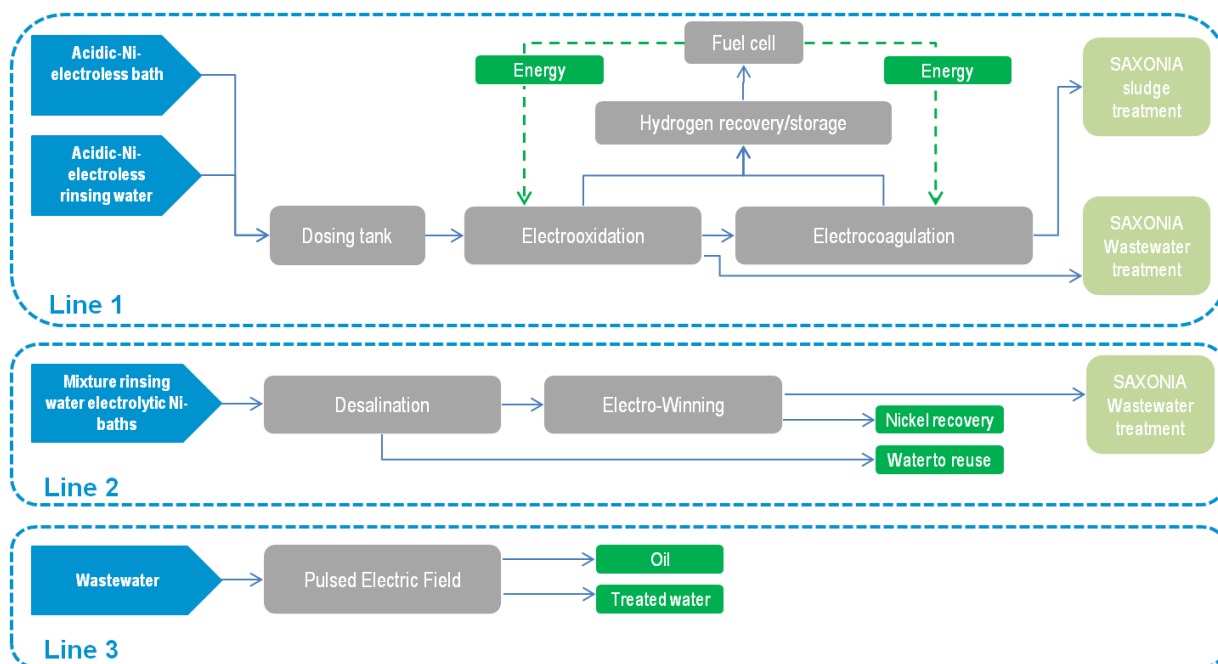 Acidic-Ni-
electroless bath
Acidic-Ni-
electroless
rinsing water
Fuel cell
Energy
Energy
Hydrogen recovery/storage
Dosing tank
Electrooxidation
Electrocoagulation
SAXONIA
sludge
treatment
SAXONIA
Wastewater
treatment
Line 1
Mixture rinsing
water electrolytic Ni-
baths
Desalination
Electro-Winning
Nickel recovery
Water to reuse
SAXONIA
Wastewater
treatment
Line 2
Wastewater
Pulsed Electric Field
Oil
Treated water
Line 3